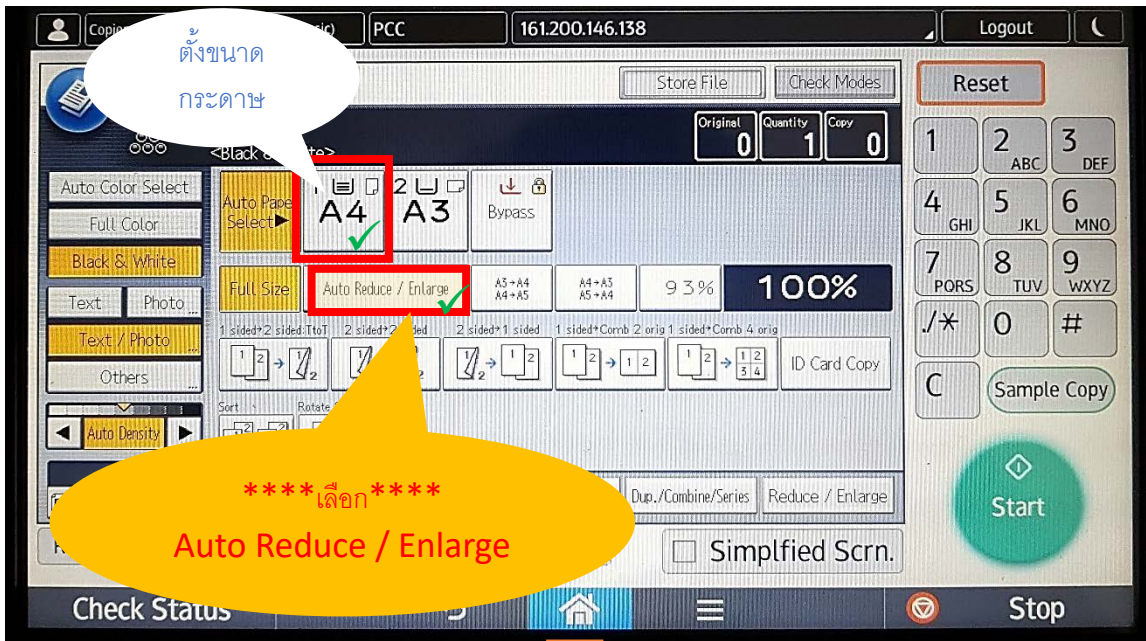 Copie
ic)
PCC
161.200.146.138
Logout
ตั้งขนาด
กระดาษ
Store File
Check Modes
Reset
Original
0
Quantity
1
Copy
0
<Black &
te>
Auto Color Select
Full Color
Black & White
Text
Photo
Text / Photo
Others
Auto Density
Auto Pape
Select▶
1
A4
2
A3
Bypass
Full Size
Auto Reduce / Enlarge
A3→A4
A4→A5
A4→A3
A5→A4
93%
100%
1 sided→2 sided:TtoT
2 sided→2 sided
2 sided→1 sided
1 sided→Comb 2 orig
1 sided→Comb 4 orig
ID Card Copy
Sort
Rotate
****เลือก****
Auto Reduce / Enlarge
Dup./Combine/Series
Reduce / Enlarge
Simplfied Scrn.
1
2 ABC
3 DEF
4 GHI
5 JKL
6 MNO
7 PQRS
8 TUV
9 WXYZ
./*
0
#
C
Sample Copy
Start
Check Status
Stop